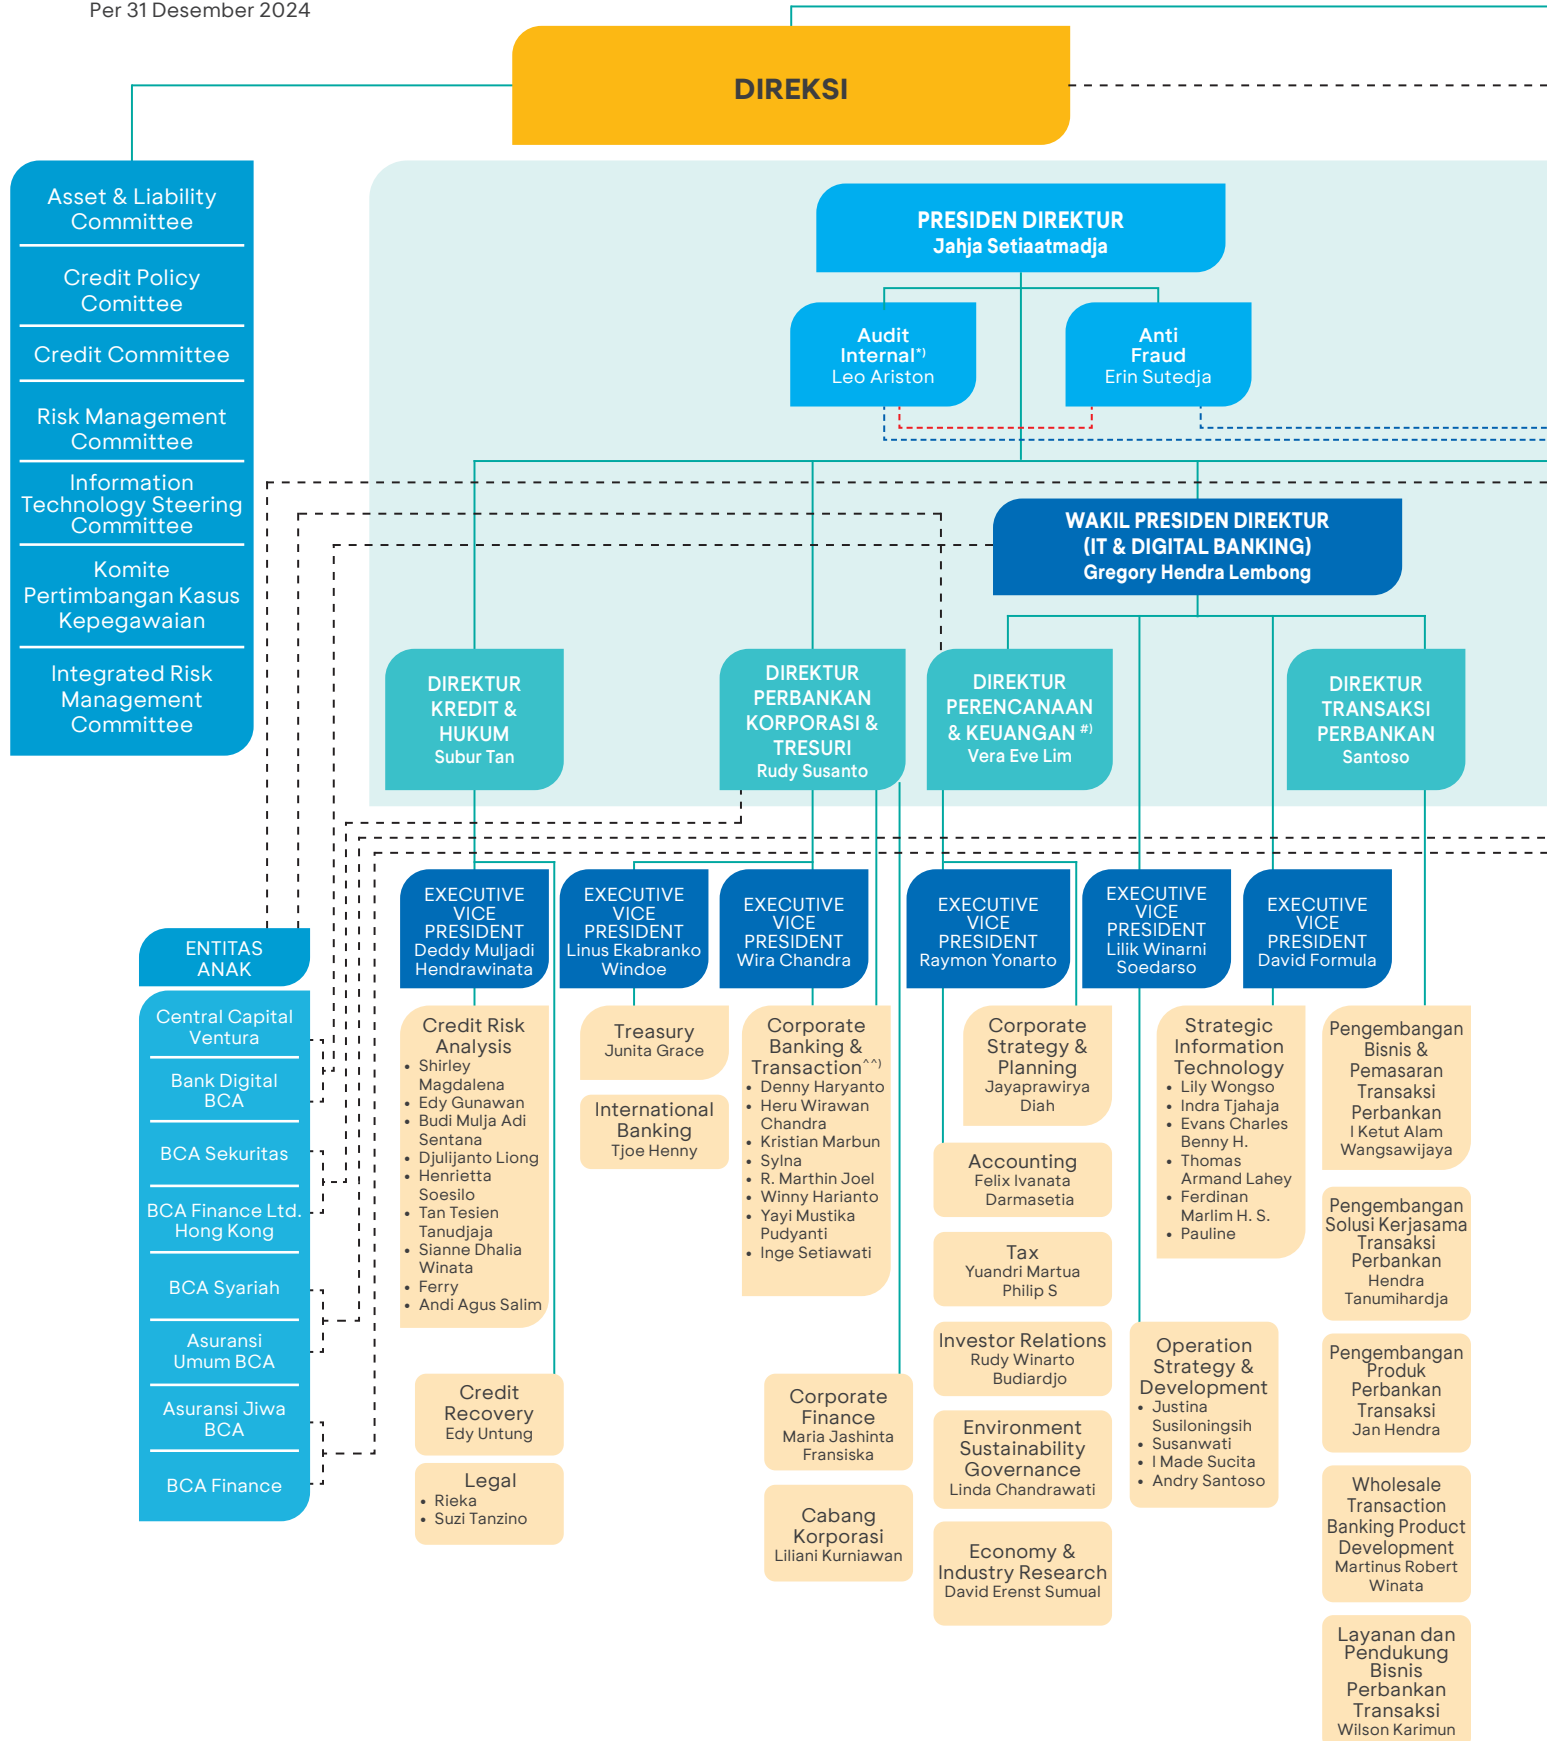 Per 31 Desember 2024
DIREKSI
Asset & Liability
Committee
Credit Policy
Comittee
Credit Committee
Risk Management
Committee
Information
Technology Steering
Committee
Komite
Pertimbangan Kasus
Kepegawaian
Integrated Risk
Management
Committee
PRESIDEN DIREKTUR
Jahja Setiaatmadja
Audit
Internal*)
Leo Ariston
Anti
Fraud
Erin Sutedja
WAKIL PRESIDEN DIREKTUR
(IT & DIGITAL BANKING)
Gregory Hendra Lembong
DIREKTUR
KREDIT &
HUKUM
Subur Tan
DIREKTUR
PERBANKAN
KORPORASI &
TRESURI
Rudy Susanto
DIREKTUR
PERENCANAAN
& KEUANGAN #)
Vera Eve Lim
DIREKTUR
TRANSAKSI
PERBANKAN
Santoso
EXECUTIVE
VICE
PRESIDENT
Deddy Muljadi
Hendrawinata
EXECUTIVE
VICE
PRESIDENT
Linus Ekabranko
Windoe
EXECUTIVE
VICE
PRESIDENT
Wira Chandra
EXECUTIVE
VICE
PRESIDENT
Raymon Yonarto
EXECUTIVE
VICE
PRESIDENT
Lilik Winarni
Soedarso
EXECUTIVE
VICE
PRESIDENT
David Formula
ENTITAS
ANAK
Central Capital
Ventura
Bank Digital
BCA
BCA Sekuritas
BCA Finance Ltd.
Hong Kong
BCA Syariah
Asuransi
Umum BCA
Asuransi Jiwa
BCA
BCA Finance
Credit Risk
Analysis
• Shirley
Magdalena
• Edy Gunawan
• Budi Mulja Adi
Sentana
• Djulijanto Liong
• Henrietta
Soesilo
• Tan Tesien
Tanudjaja
• Sianne Dhalia
Winata
• Ferry
• Andi Agus Salim
Credit
Recovery
Edy Untung
Legal
• Rieka
• Suzi Tanzino
Treasury
Junita Grace
International
Banking
Tjoe Henny
Corporate
Banking &
Transaction^^)
• Denny Haryanto
• Heru Wirawan
Chandra
• Kristian Marbun
• Sylna
• R. Marthin Joel
• Winny Harianto
• Yayi Mustika
Pudyanti
• Inge Setiawati
Corporate
Finance
Maria Jashinta
Fransiska
Cabang
Korporasi
Liliani Kurniawan
Corporate
Strategy &
Planning
Jayaprawirya
Diah
Accounting
Felix Ivanata
Darmasetia
Tax
Yuandri Martua
Philip S
Investor Relations
Rudy Winarto
Budiardjo
Environment
Sustainability
Governance
Linda Chandrawati
Economy &
Industry Research
David Erenst Sumual
Strategic
Information
Technology
• Lily Wongso
• Indra Tjahaja
• Evans Charles
Benny H.
• Thomas
Armand Lahey
• Ferdinan
Marlim H. S.
• Pauline
Operation
Strategy &
Development
• Justina
Susiloningsih
• Susanwati
• I Made Sucita
• Andry Santoso
Pengembangan
Bisnis &
Pemasaran
Transaksi
Perbankan
I Ketut Alam
Wangsawijaya
Pengembangan
Solusi Kerjasama
Transaksi
Perbankan
Hendra
Tanumihardja
Pengembangan
Produk
Perbankan
Transaksi
Jan Hendra
Wholesale
Transaction
Banking Product
Development
Martinus Robert
Winata
Layanan dan
Pendukung
Bisnis
Perbankan
Transaksi
Wilson Karimun